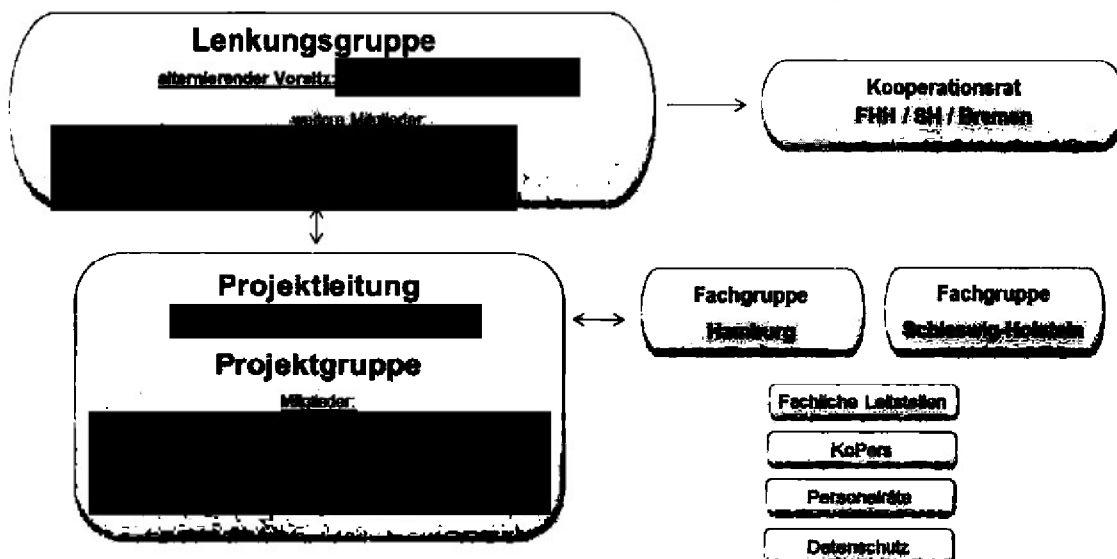 Lenkungsgruppe
alternierender Vorsitz:
weitere Mitglieder:
Kooperationsrat
FHH / SH / Bremen
Projektleitung
Projektgruppe
Mitglieder:
Fachgruppe
Hamburg
Fachgruppe
Schleswig-Holstein
Fachliche Leitstellen
KoPers
Personalräte
Datenschutz